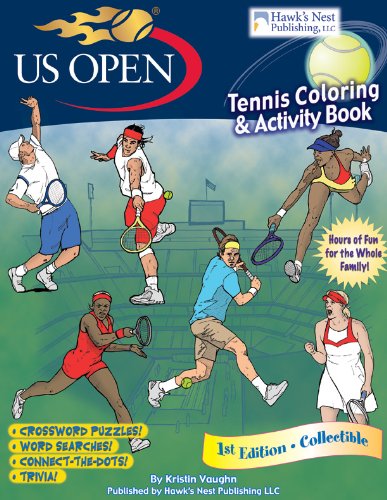 US OPEN®
Hawk's Nest
Publishing, LLC
Tennis Coloring
& Activity Book
Hours of Fun
for the Whole
Family!
• CROSSWORD PUZZLES!
• WORD SEARCHES!
• CONNECT-THE-DOTS!
• TRIVIA!
1st Edition • Collectible
By Kristin Vaughn
Published by Hawk's Nest Publishing LLC